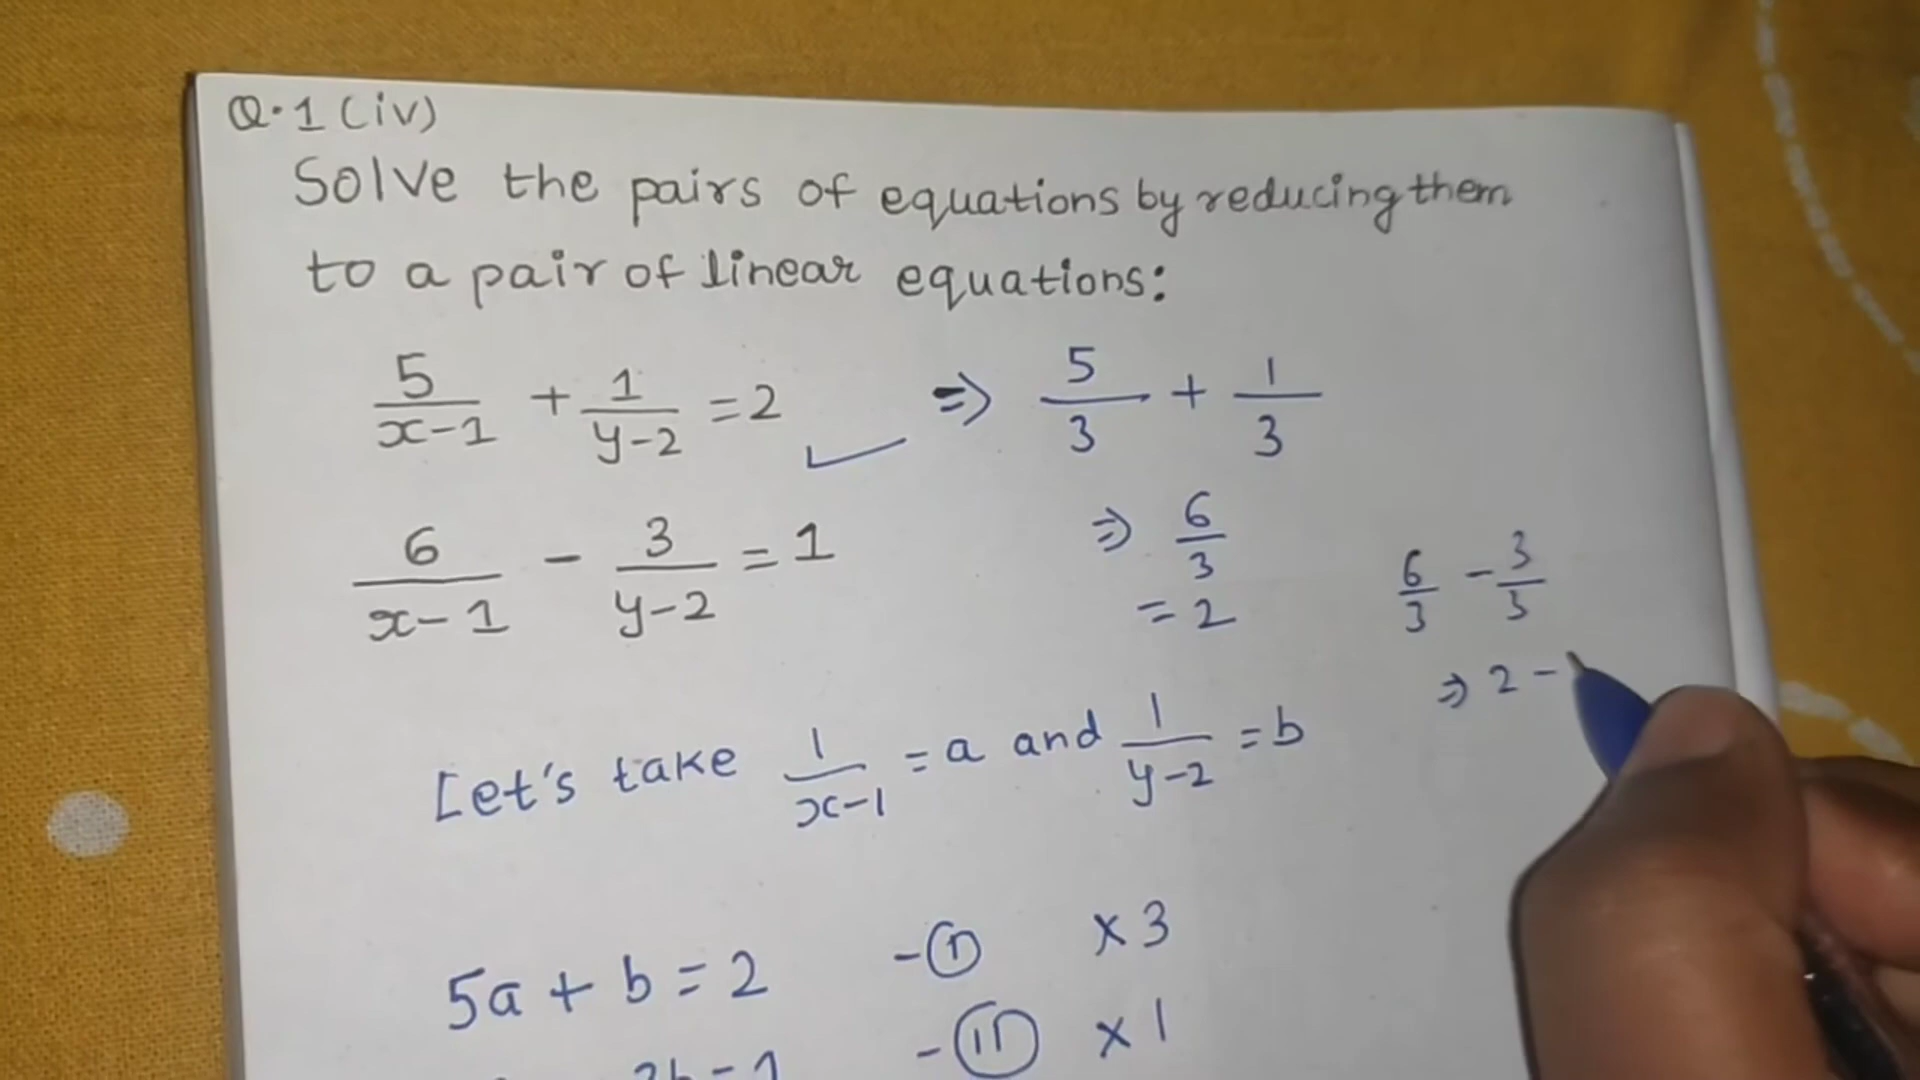 Q.1 (iv)
Solve the pairs of equations by reducing them
to a pair of linear equations:
5/(x-1) + 1/(y-2) = 2 ⇒ 5/3 + 1/3
6/(x-1) - 3/(y-2) = 1
⇒ 6/3
= 2
6/3 - 3/3
⇒ 2 -
Let's take 1/(x-1) = a and 1/(y-2) = b
5a + b = 2 - (I) × 3
3b = 1 - (II) × 1